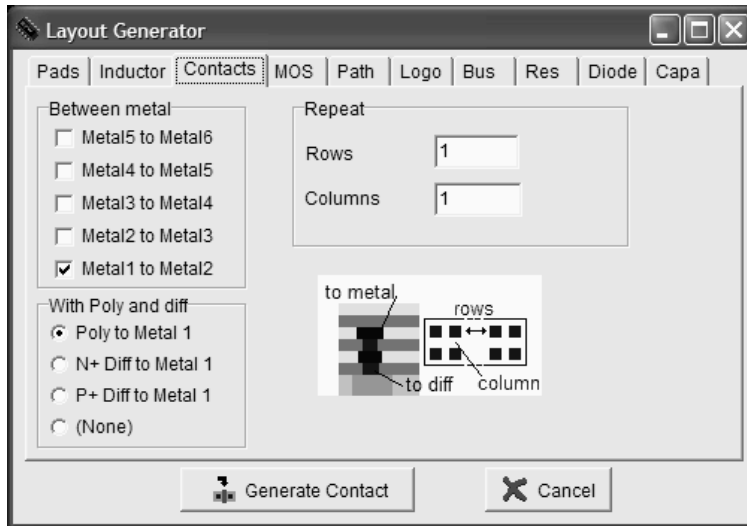 Layout Generator
Pads Inductor Contacts MOS Path Logo Bus Res Diode Capa
Between metal
Metal5 to Metal6
Metal4 to Metal5
Metal3 to Metal4
Metal2 to Metal3
Metal1 to Metal2
With Poly and diff
Poly to Metal 1
N+ Diff to Metal 1
P+ Diff to Metal 1
(None)
Repeat
Rows 1
Columns 1
to metal
rows
to diff column
Generate Contact Cancel